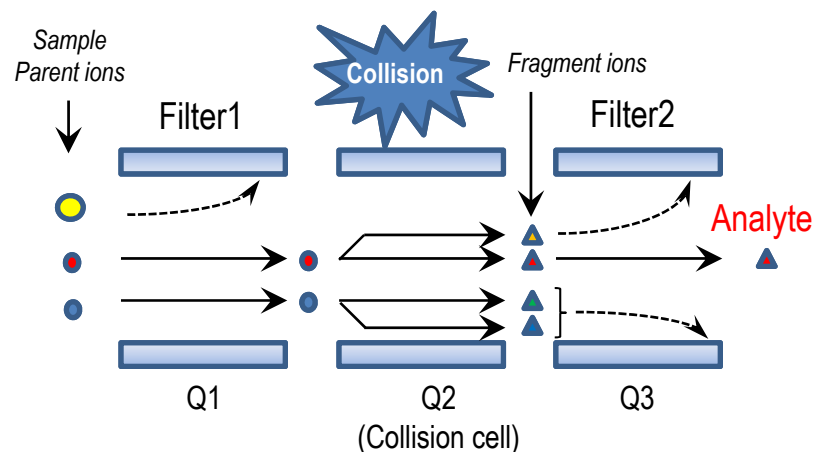 Sample
Parent ions
Collision
Fragment ions
Filter1
Filter2
Analyte
Q1
Q2
Q3
(Collision cell)